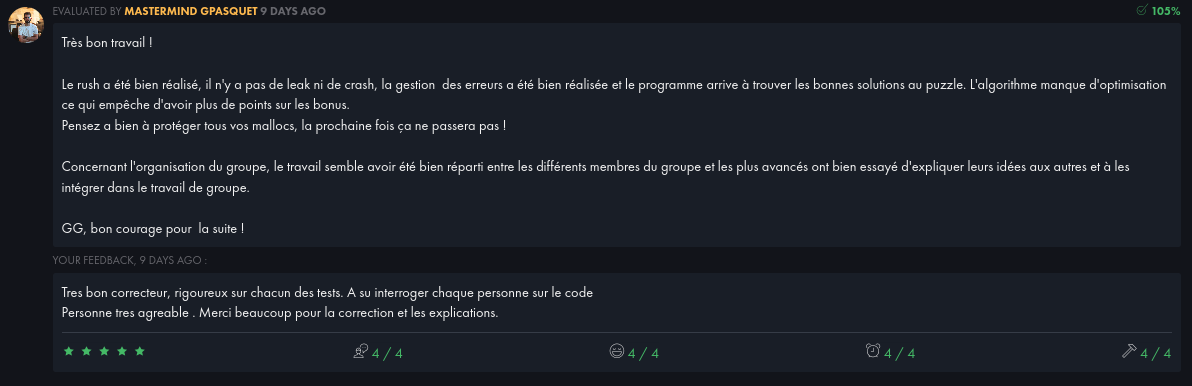 EVALUATED BY MASTERMIND GPASQUET 9 DAYS AGO
105%
Très bon travail !
Le rush a été bien réalisé, il n'y a pas de leak ni de crash, la gestion  des erreurs a été bien réalisée et le programme arrive à trouver les bonnes solutions au puzzle. L'algorithme manque d'optimisation
ce qui empêche d'avoir plus de points sur les bonus.
Pensez a bien à protéger tous vos mallocs, la prochaine fois ça ne passera pas !
Concernant l'organisation du groupe, le travail semble avoir été bien réparti entre les différents membres du groupe et les plus avancés ont bien essayé d'expliquer leurs idées aux autres et à les
intégrer dans le travail de groupe.
GG, bon courage pour  la suite !
YOUR FEEDBACK, 9 DAYS AGO :
Tres bon correcteur, rigoureux sur chacun des tests. A su interroger chaque personne sur le code
Personne tres agreable . Merci beaucoup pour la correction et les explications.
4 / 4
4 / 4
4 / 4
4 / 4